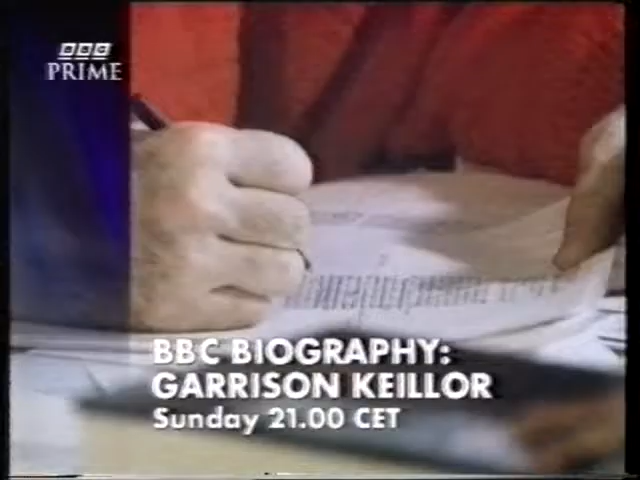 BBC
PRIME
BBC BIOGRAPHY:
GARRISON KEILLOR
Sunday 21.00 CET